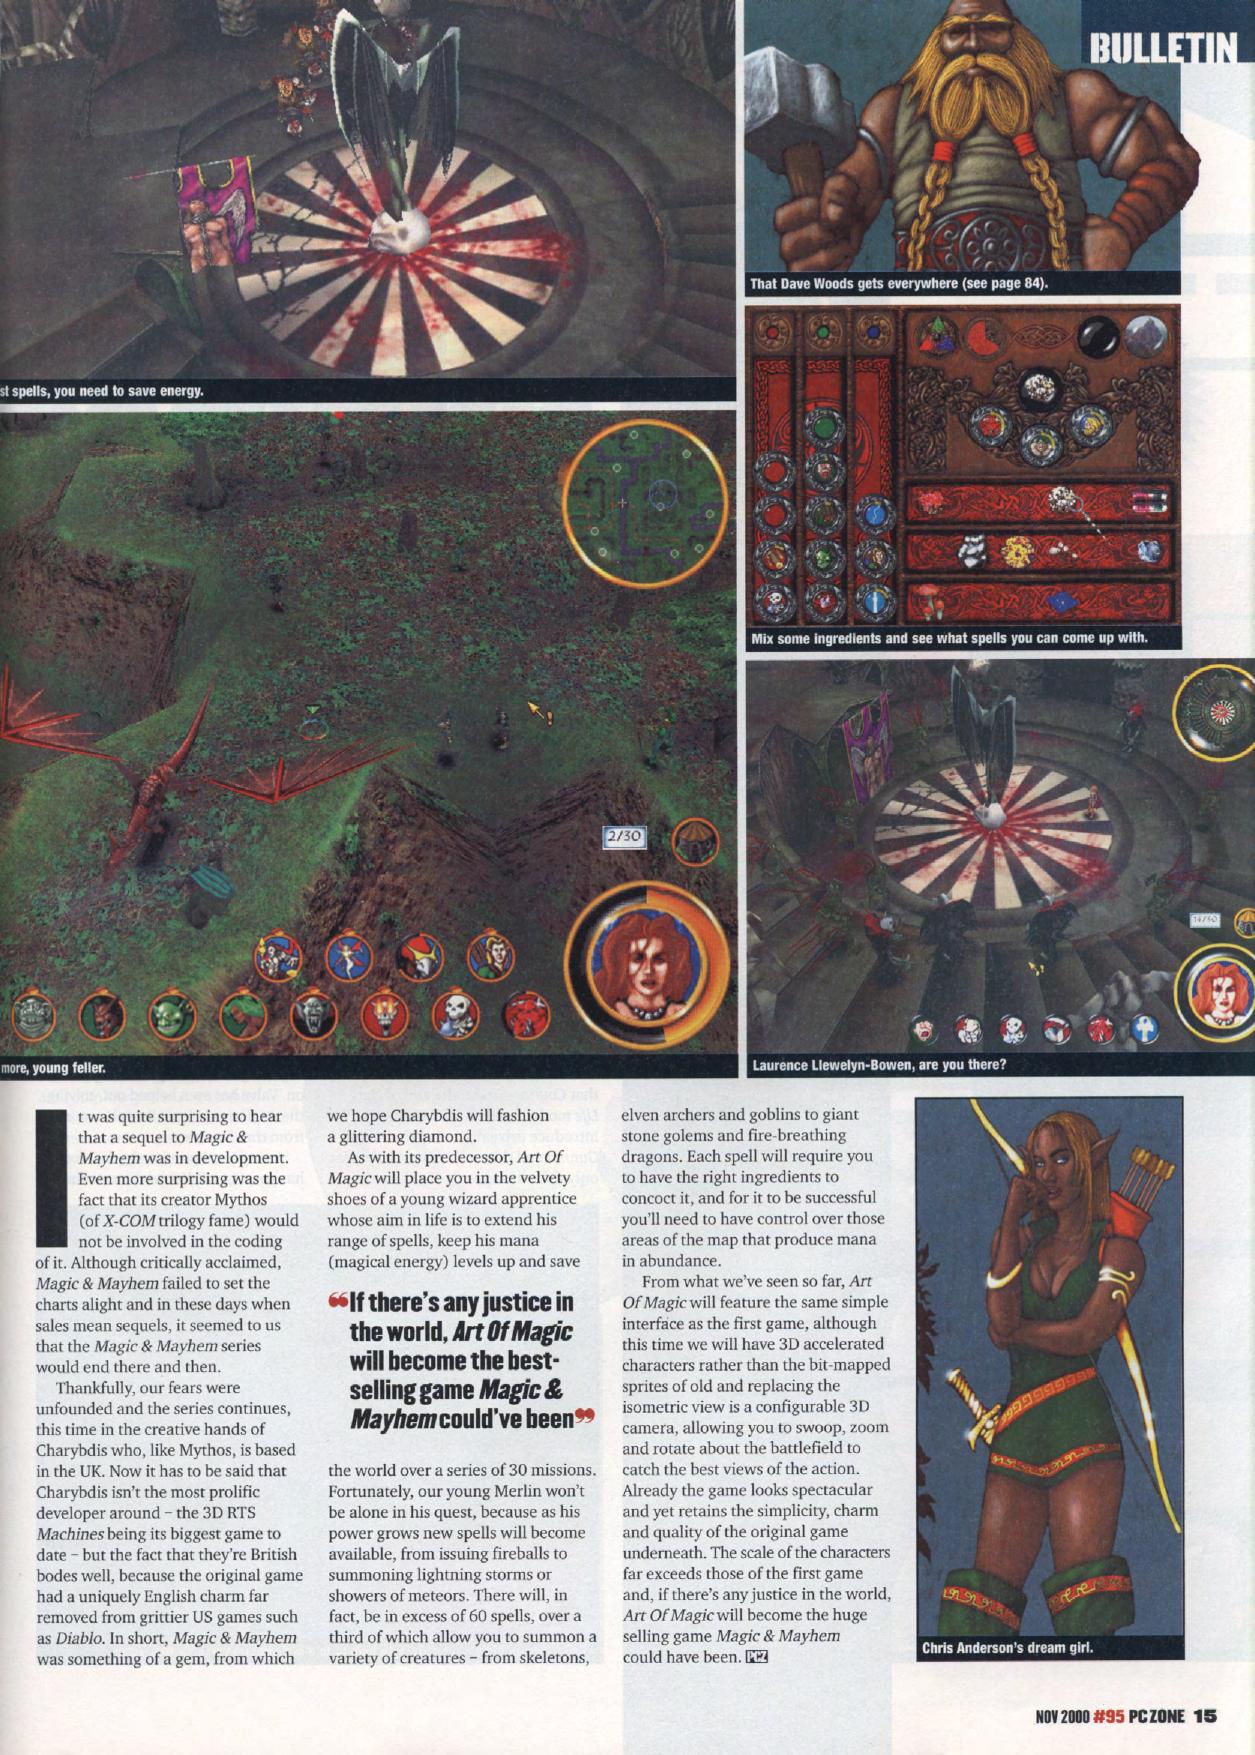 BULLETIN
st spells, you need to save energy.
That Dave Woods gets everywhere (see page 84).
Mix some ingredients and see what spells you can come up with.
2/30
more, young feller.
14/30
Laurence Llewelyn-Bowen, are you there?
It was quite surprising to hear
that a sequel to Magic &
Mayhem was in development.
Even more surprising was the
fact that its creator Mythos
(of X-COM trilogy fame) would
not be involved in the coding
of it. Although critically acclaimed,
Magic & Mayhem failed to set the
charts alight and in these days when
sales mean sequels, it seemed to us
that the Magic & Mayhem series
would end there and then.
Thankfully, our fears were
unfounded and the series continues,
this time in the creative hands of
Charybdis who, like Mythos, is based
in the UK. Now it has to be said that
Charybdis isn't the most prolific
developer around – the 3D RTS
Machines being its biggest game to
date – but the fact that they're British
bodes well, because the original game
had a uniquely English charm far
removed from grittier US games such
as Diablo. In short, Magic & Mayhem
was something of a gem, from which
we hope Charybdis will fashion
a glittering diamond.
As with its predecessor, Art Of
Magic will place you in the velvety
shoes of a young wizard apprentice
whose aim in life is to extend his
range of spells, keep his mana
(magical energy) levels up and save
“If there's any justice in
the world, Art Of Magic
will become the best-
selling game Magic &
Mayhem could've been”
the world over a series of 30 missions.
Fortunately, our young Merlin won't
be alone in his quest, because as his
power grows new spells will become
available, from issuing fireballs to
summoning lightning storms or
showers of meteors. There will, in
fact, be in excess of 60 spells, over a
third of which allow you to summon a
variety of creatures – from skeletons,
elven archers and goblins to giant
stone golems and fire-breathing
dragons. Each spell will require you
to have the right ingredients to
concoct it, and for it to be successful
you'll need to have control over those
areas of the map that produce mana
in abundance.
From what we've seen so far, Art
Of Magic will feature the same simple
interface as the first game, although
this time we will have 3D accelerated
characters rather than the bit-mapped
sprites of old and replacing the
isometric view is a configurable 3D
camera, allowing you to swoop, zoom
and rotate about the battlefield to
catch the best views of the action.
Already the game looks spectacular
and yet retains the simplicity, charm
and quality of the original game
underneath. The scale of the characters
far exceeds those of the first game
and, if there's any justice in the world,
Art Of Magic will become the huge
selling game Magic & Mayhem
could have been. PCZ
Chris Anderson's dream girl.
NOV 2000 #95 PC ZONE 15